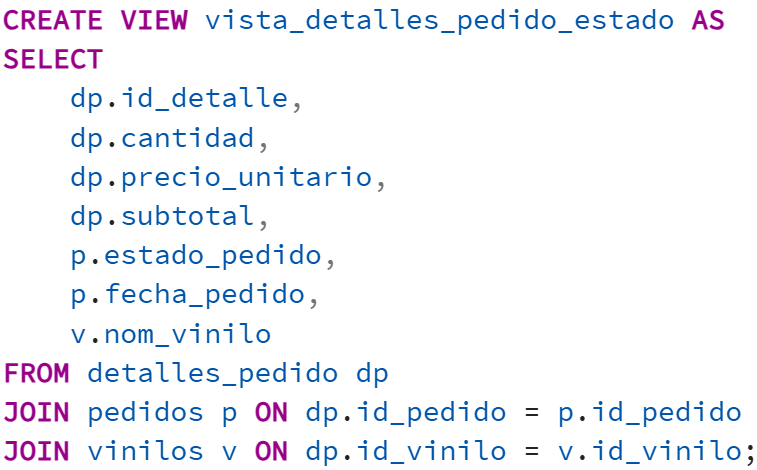 CREATE VIEW vista_detalles_pedido_estado AS
SELECT
    dp.id_detalle,
    dp.cantidad,
    dp.precio_unitario,
    dp.subtotal,
    p.estado_pedido,
    p.fecha_pedido,
    v.nom_vinilo
FROM detalles_pedido dp
JOIN pedidos p ON dp.id_pedido = p.id_pedido
JOIN vinilos v ON dp.id_vinilo = v.id_vinilo;